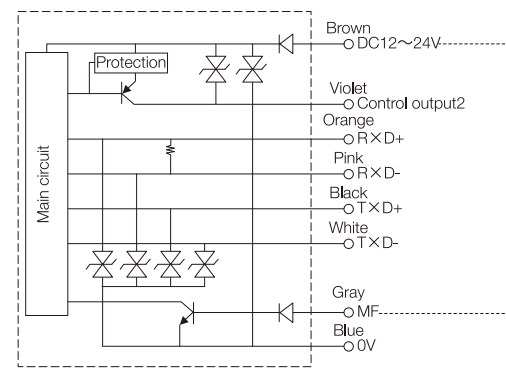 Brown
DC12～24V
Protection
Violet
Control output2
Orange
R×D+
Pink
R×D-
Black
T×D+
Main circuit
White
T×D-
Gray
MF
Blue
0V